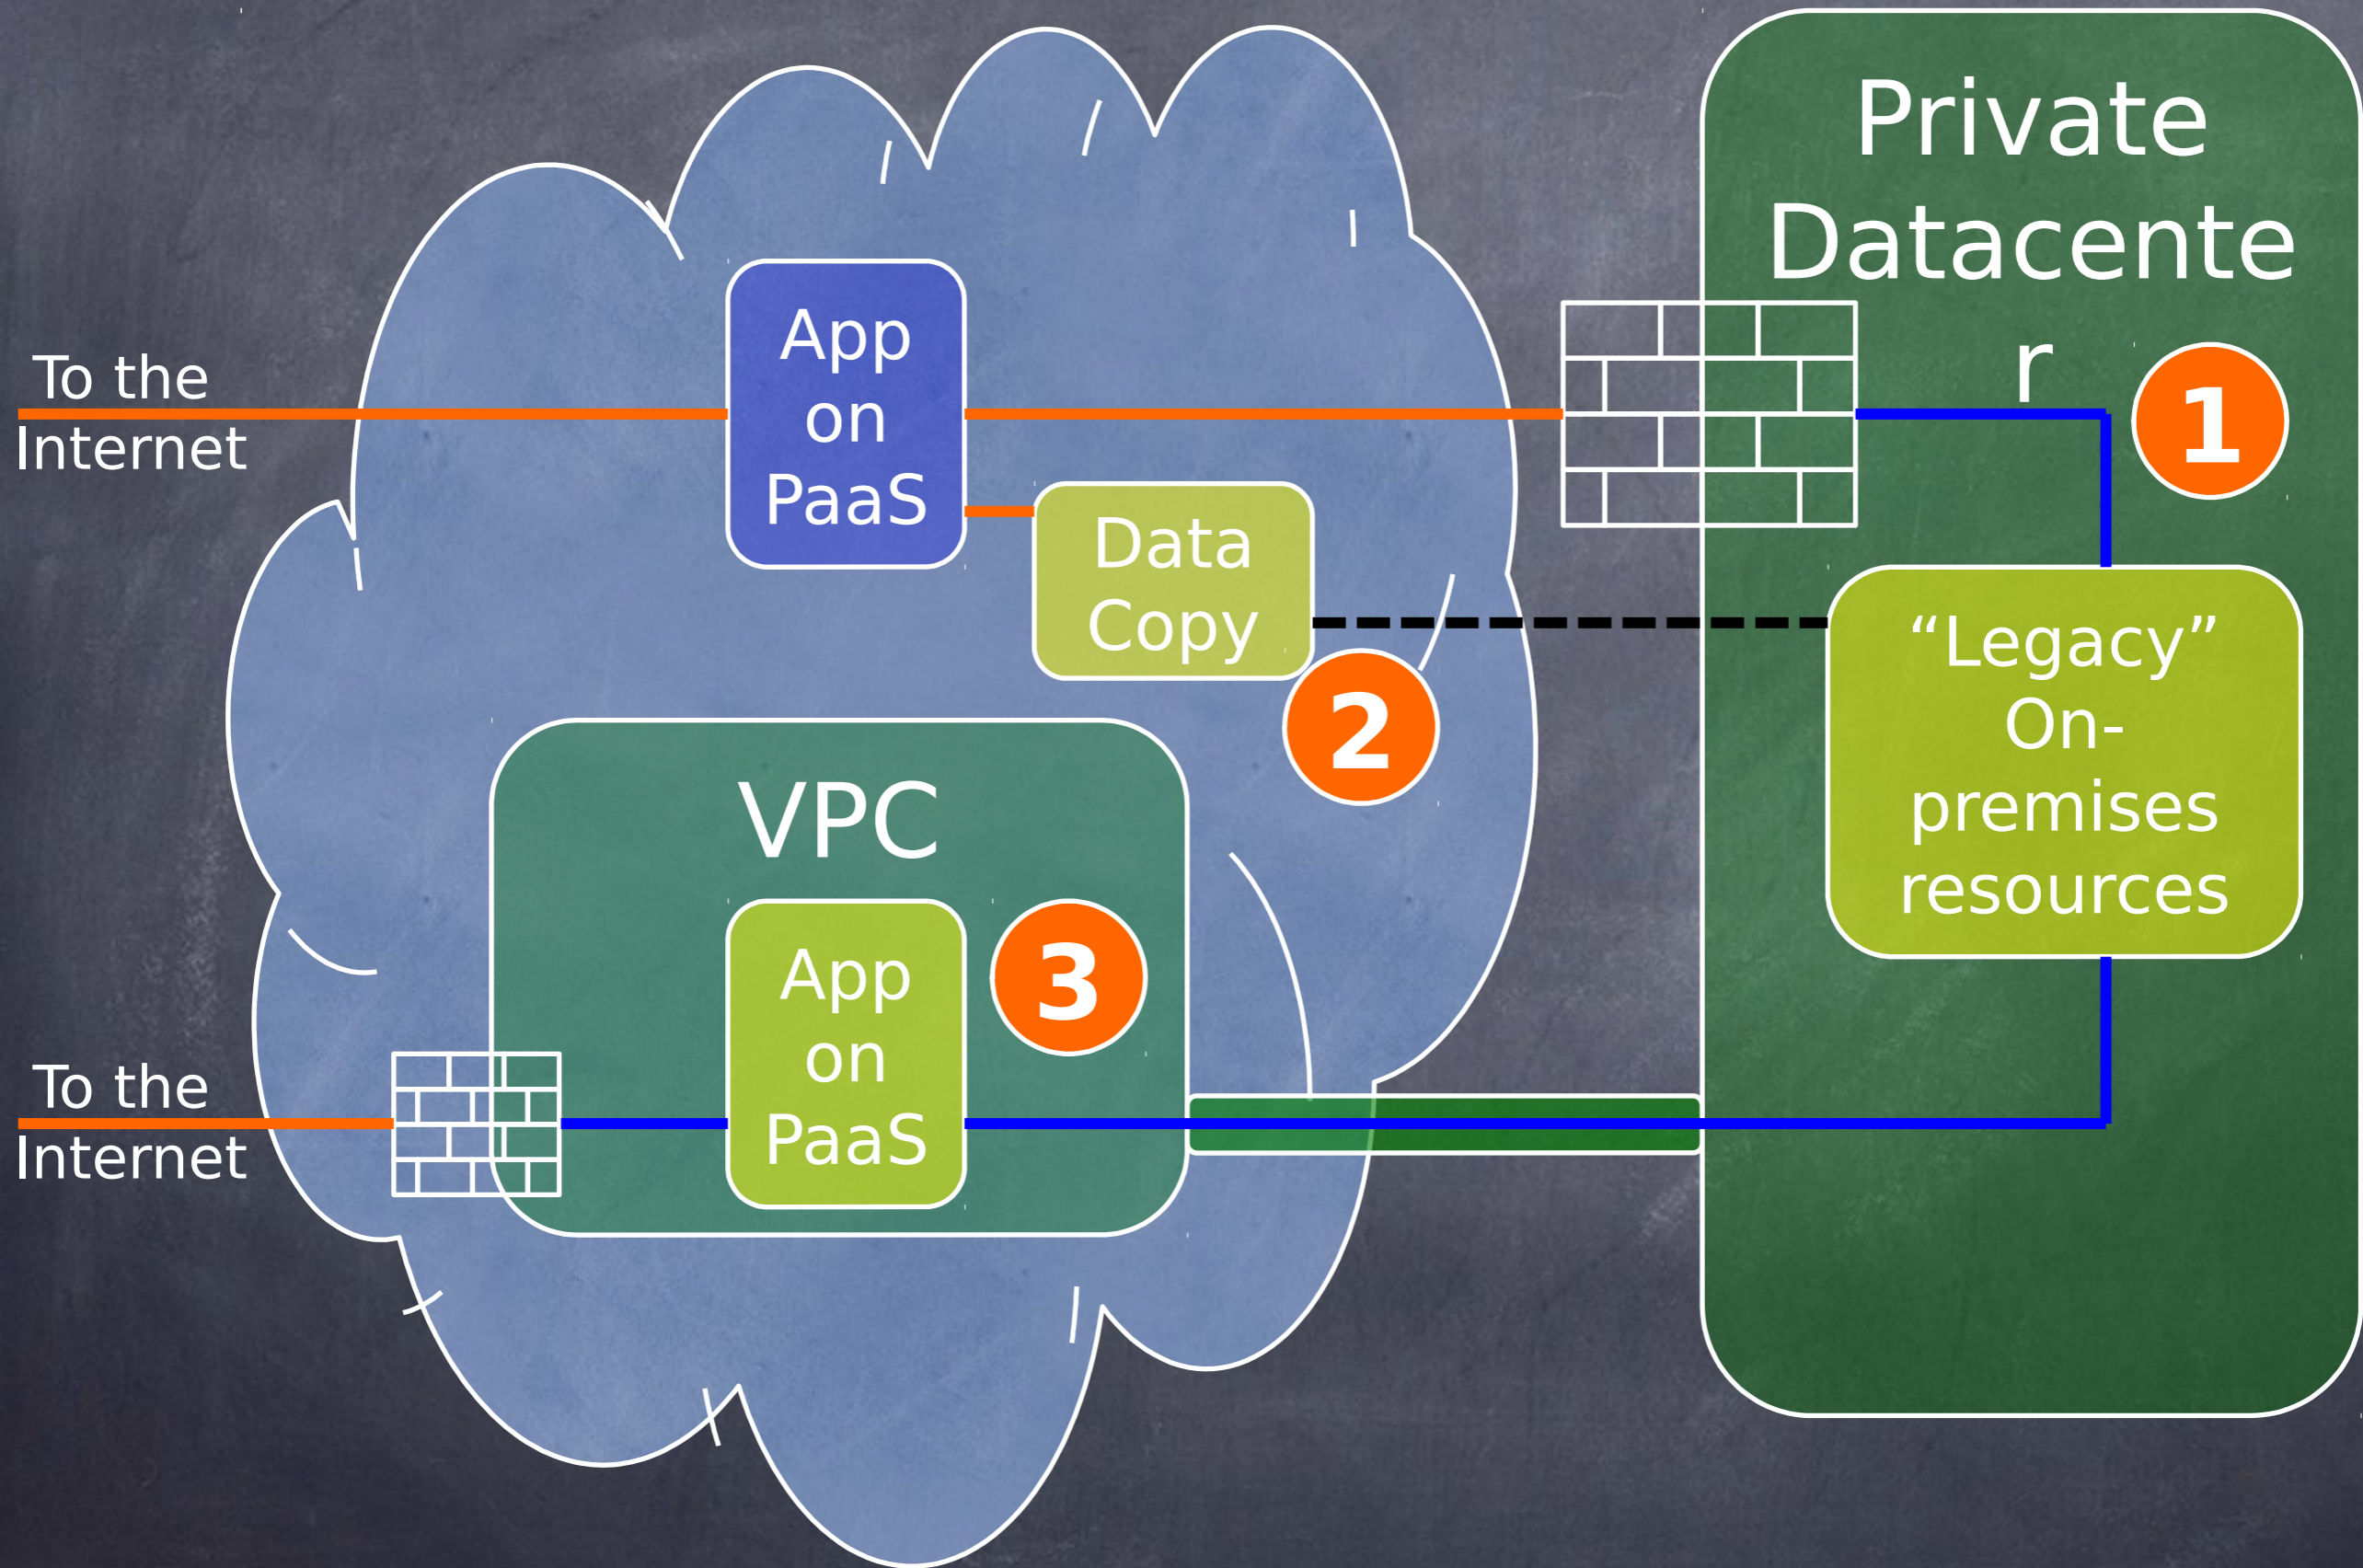 Private
Datacente
r
1
To the
Internet
App
on
PaaS
Data
Copy
2
“Legacy”
On-
premises
resources
VPC
App
on
PaaS
3
To the
Internet